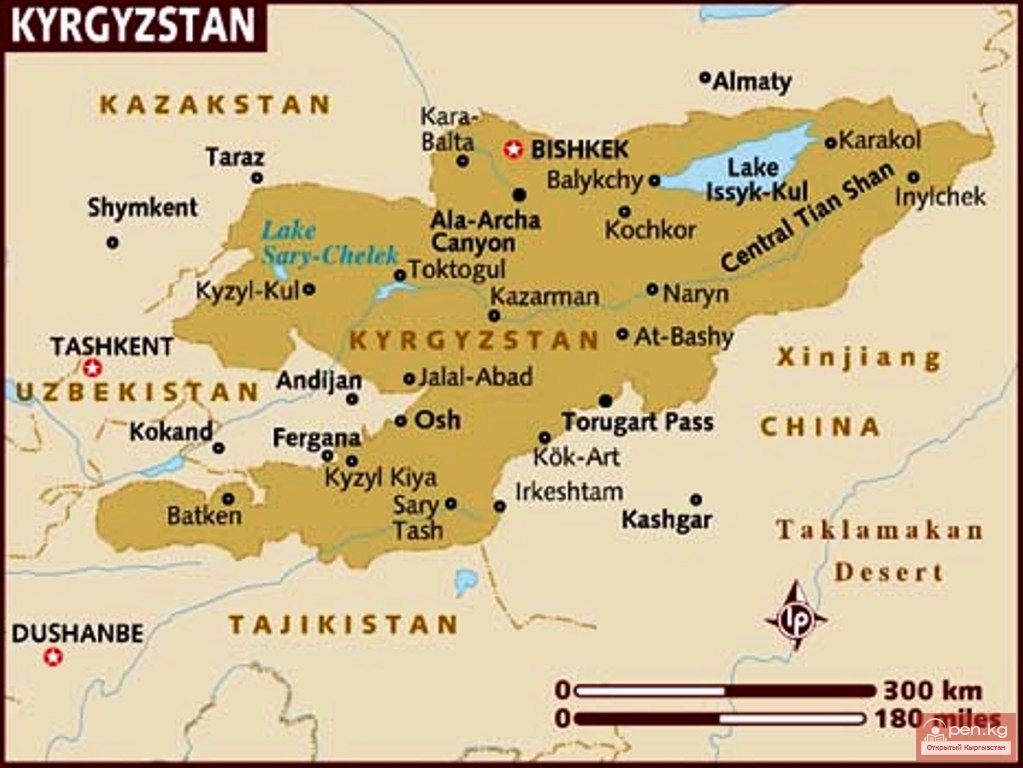 KYRGYZSTAN
Almaty
KAZAKSTAN
Kara-
Balta
BISHKEK
Karakol
Taraz
Balykchy
Lake
Issyk-Kul
Inylchek
Shymkent
Ala-Archa
Canyon
Kochkor
Central Tian Shan
Lake
Sary-Chelek
Toktogul
Kyzyl-Kul
Kazarman
Naryn
KYRGYZSTAN
At-Bashy
TASHKENT
Xinjiang
UZBEKISTAN
Andijan
Jalal-Abad
Osh
Torugart Pass
CHINA
Kokand
Fergana
Kök-Art
Kyzyl Kiya
Irkeshtam
Batken
Sary
Tash
Kashgar
Taklamakan
Desert
lp
TAJIKISTAN
DUSHANBE
0 300 km
0 180 miles
Open.kg
Открытый Кыргызстан